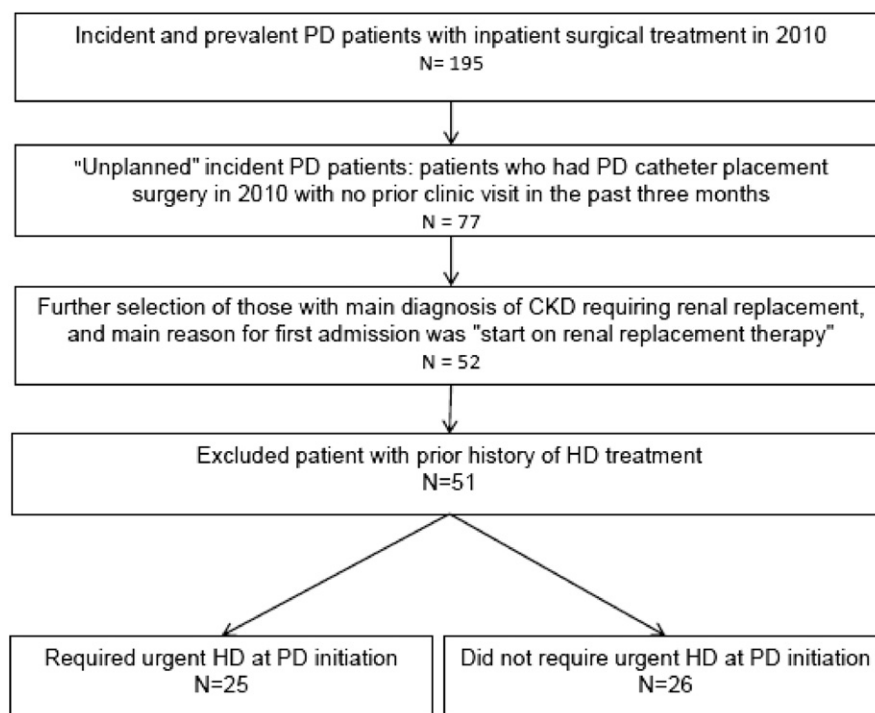 Incident and prevalent PD patients with inpatient surgical treatment in 2010
N= 195
"Unplanned" incident PD patients: patients who had PD catheter placement
surgery in 2010 with no prior clinic visit in the past three months
N = 77
Further selection of those with main diagnosis of CKD requiring renal replacement,
and main reason for first admission was "start on renal replacement therapy"
N = 52
Excluded patient with prior history of HD treatment
N=51
Required urgent HD at PD initiation
N=25
Did not require urgent HD at PD initiation
N=26